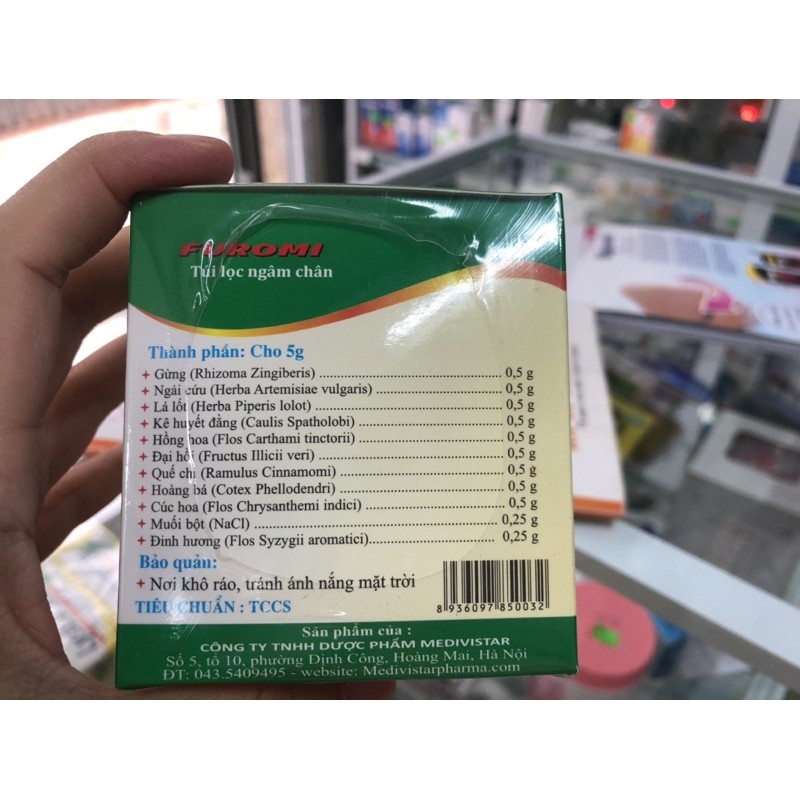 FUROMI
Túi lọc ngâm chân
Thành phần: Cho 5g
Gừng (Rhizoma Zingiberis) 0,5 g
Ngải cứu (Herba Artemisiae vulgaris) 0,5 g
Lá lốt (Herba Piperis lolot) 0,5 g
Kê huyết đằng (Caulis Spatholobi) 0,5 g
Hồng hoa (Flos Carthami tinctorii) 0,5 g
Đại hồi (Fructus Illicii veri) 0,5 g
Quế chi (Ramulus Cinnamomi) 0,5 g
Hoàng bá (Cotex Phellodendri) 0,5 g
Cúc hoa (Flos Chrysanthemi indici) 0,5 g
Muối bột (NaCl) 0,25 g
Đinh hương (Flos Syzygii aromatici) 0,25 g
Bảo quản:
Nơi khô ráo, tránh ánh nắng mặt trời
TIÊU CHUẨN : TCCS
8 936097 850032
Sản phẩm của :
CÔNG TY TNHH DƯỢC PHẨM MEDIVISTAR
Số 5, tổ 10, phường Định Công, Hoàng Mai, Hà Nội
ĐT: 043.5409495 - website: Medivistarpharma.com